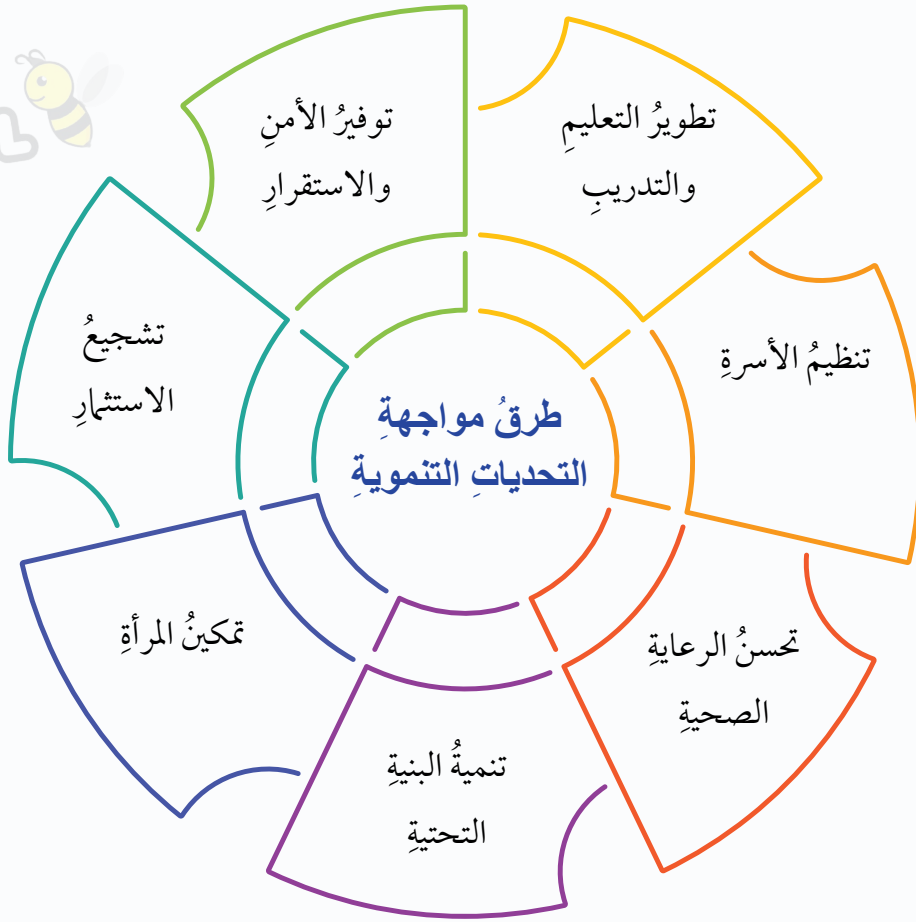 طرقُ مواجهةِ
التحدياتِ التنمويةِ
تطويرُ التعليمِ
والتدريبِ
تنظيمُ الأسرةِ
تحسنُ الرعايةِ
الصحيةِ
تنميةُ البنيةِ
التحتيةِ
تمكينُ المرأةِ
تشجيعُ
الاستثمارِ
توفيرُ الأمنِ
والاستقرارِ